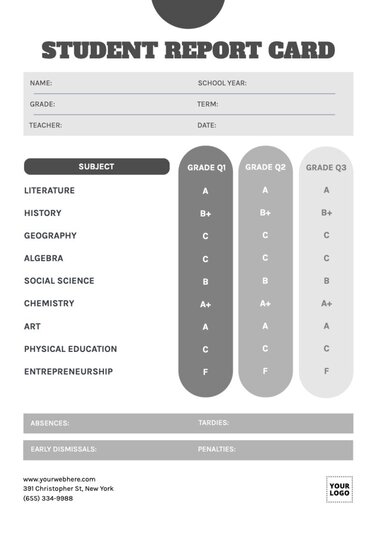 STUDENT REPORT CARD
NAME: SCHOOL YEAR:
GRADE: TERM:
TEACHER: DATE:
SUBJECT GRADE Q1 GRADE Q2 GRADE Q3
LITERATURE A A A
HISTORY B+ B+ B+
GEOGRAPHY C C C
ALGEBRA C C C
SOCIAL SCIENCE B B B
CHEMISTRY A+ A+ A+
ART A A A
PHYSICAL EDUCATION C C C
ENTREPRENEURSHIP F F F
ABSENCES: TARDIES:
EARLY DISMISSALS: PENALTIES:
www.yourwebhere.com
391 Christopher St, New York
(655) 334-9988
YOUR
LOGO